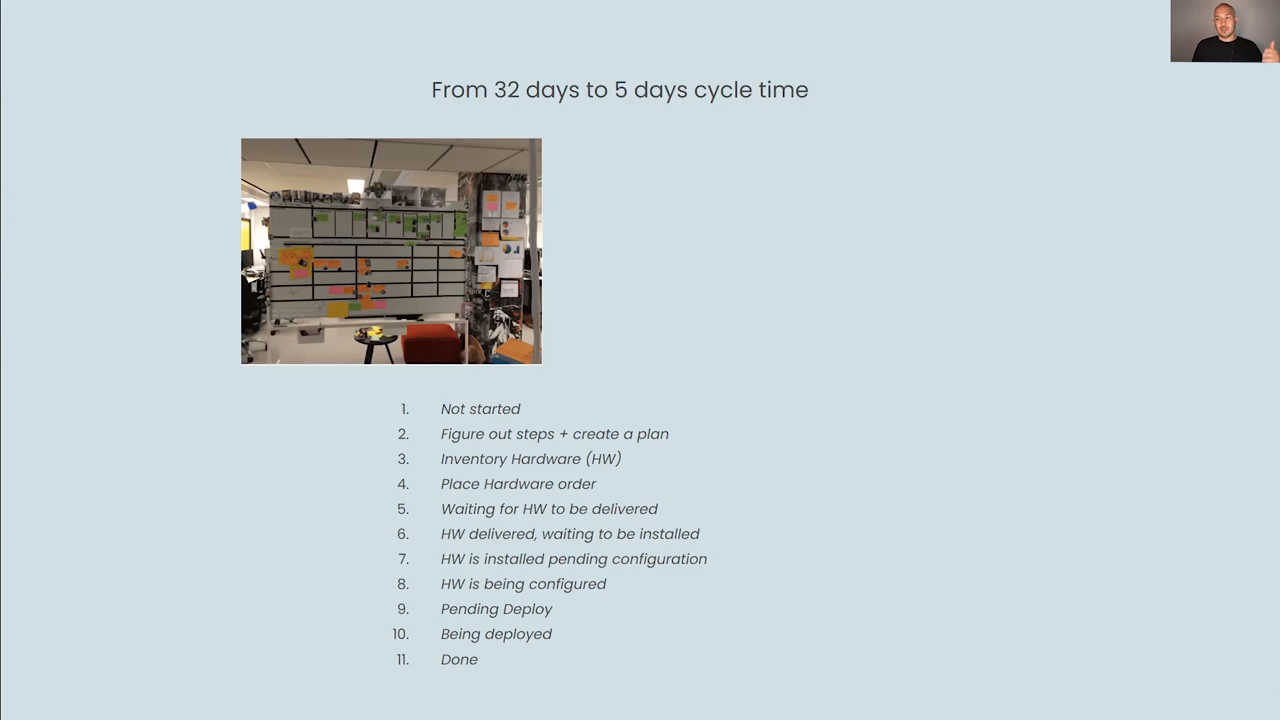 From 32 days to 5 days cycle time
1. Not started
2. Figure out steps + create a plan
3. Inventory Hardware (HW)
4. Place Hardware order
5. Waiting for HW to be delivered
6. HW delivered, waiting to be installed
7. HW is installed pending configuration
8. HW is being configured
9. Pending Deploy
10. Being deployed
11. Done